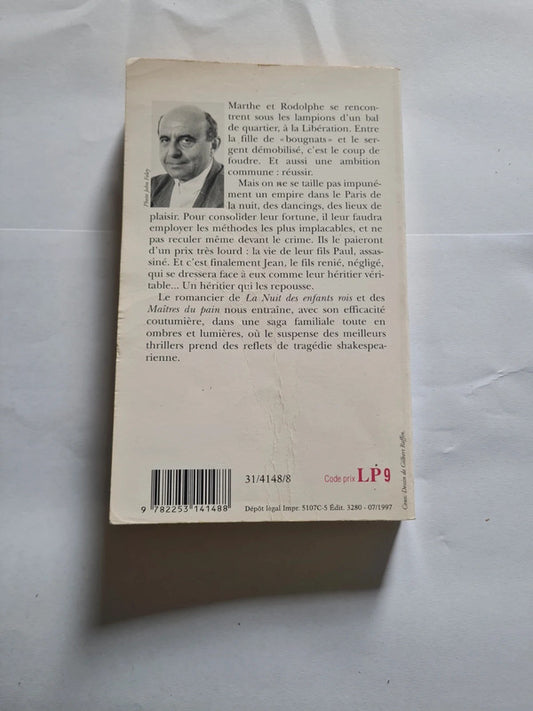 Marthe et Rodolphe se rencon-
trent sous les lampions d'un bal
de quartier, à la Libération. Entre
la fille de «bougnats» et le ser-
gent démobilisé, c'est le coup de
foudre. Et aussi une ambition
commune : réussir.
Mais on ne se taille pas impuné-
ment un empire dans le Paris de
la nuit, des dancings, des lieux de
plaisir. Pour consolider leur fortune, il leur faudra
employer les méthodes les plus implacables, et ne
pas reculer même devant le crime. Ils le paieront
d'un prix très lourd : la vie de leur fils Paul, assas-
siné. Et c'est finalement Jean, le fils renié, négligé,
qui se dressera face à eux comme leur héritier véri-
table... Un héritier qui les repousse.
Le romancier de La Nuit des enfants rois et des
Maîtres du pain nous entraîne, avec son efficacité
coutumière, dans une saga familiale toute en
ombres et lumières, où le suspense des meilleurs
thrillers prend des reflets de tragédie shakespea-
rienne.
Photo John Foley
Couv. Dessin de Gilbert Raffin.
31/4148/8
Code prix LP 9
9 782253 141488
Dépôt légal Impr. 5107C-5 Édit. 3280 - 07/1997